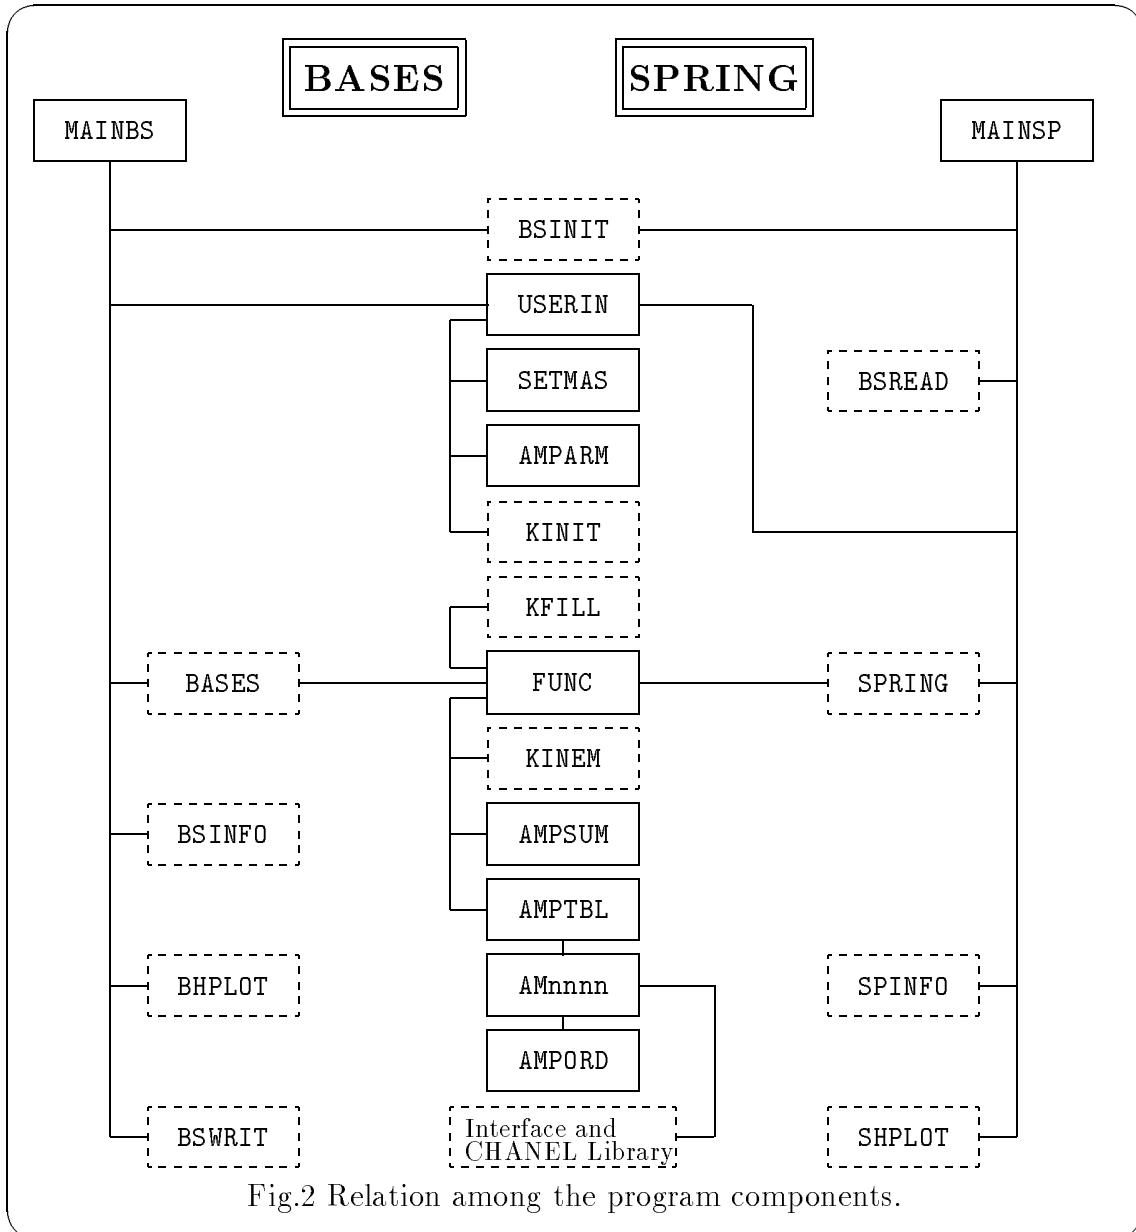 BASES
SPRING
MAINBS
MAINSP
BSINIT
USERIN
SETMAS
BSREAD
AMPARM
KINIT
KFILL
BASES
FUNC
SPRING
KINEM
BSINFO
AMPSUM
AMPTBL
BHPLOT
AMnnnn
SPINFO
AMPORD
BSWRIT
Interface and
CHANEL Library
SHPLOT
Fig.2 Relation among the program components.